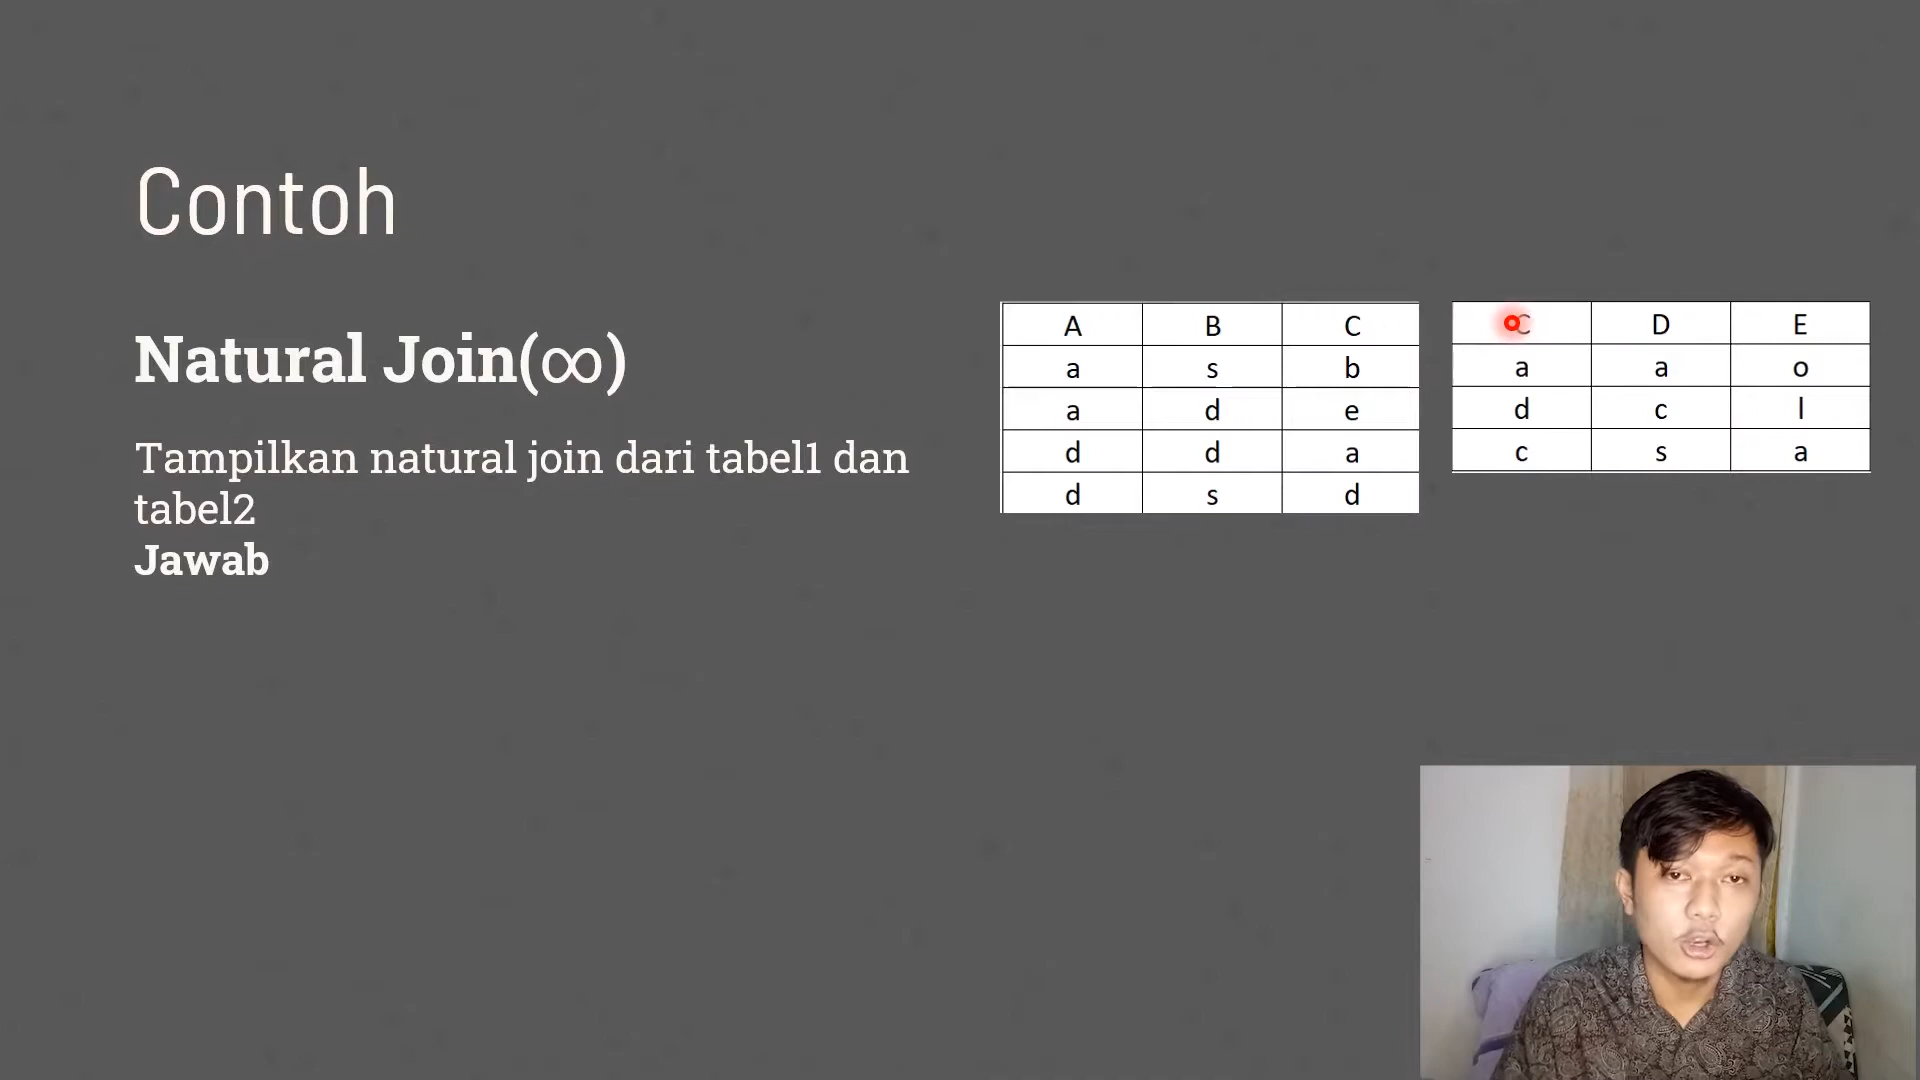 Contoh
Natural Join(∞)
Tampilkan natural join dari tabel1 dan
tabel2
Jawab
A B C
a s b
a d e
d d a
d s d
C D E
a a o
d c l
c s a